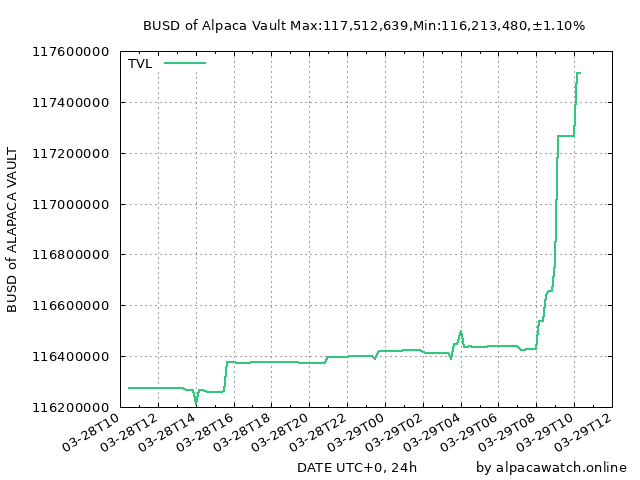 BUSD of Alpaca Vault Max:117,512,639,Min:116,213,480,±1.10%
117600000
TVL
117400000
117200000
117000000
116800000
116600000
116400000
116200000
BUSD of ALAPACA VAULT
03-28T10
03-28T12
03-28T14
03-28T16
03-28T18
03-28T20
03-28T22
03-29T00
03-29T02
03-29T04
03-29T06
03-29T08
03-29T10
03-29T12
DATE UTC+0, 24h
by alpacawatch.online